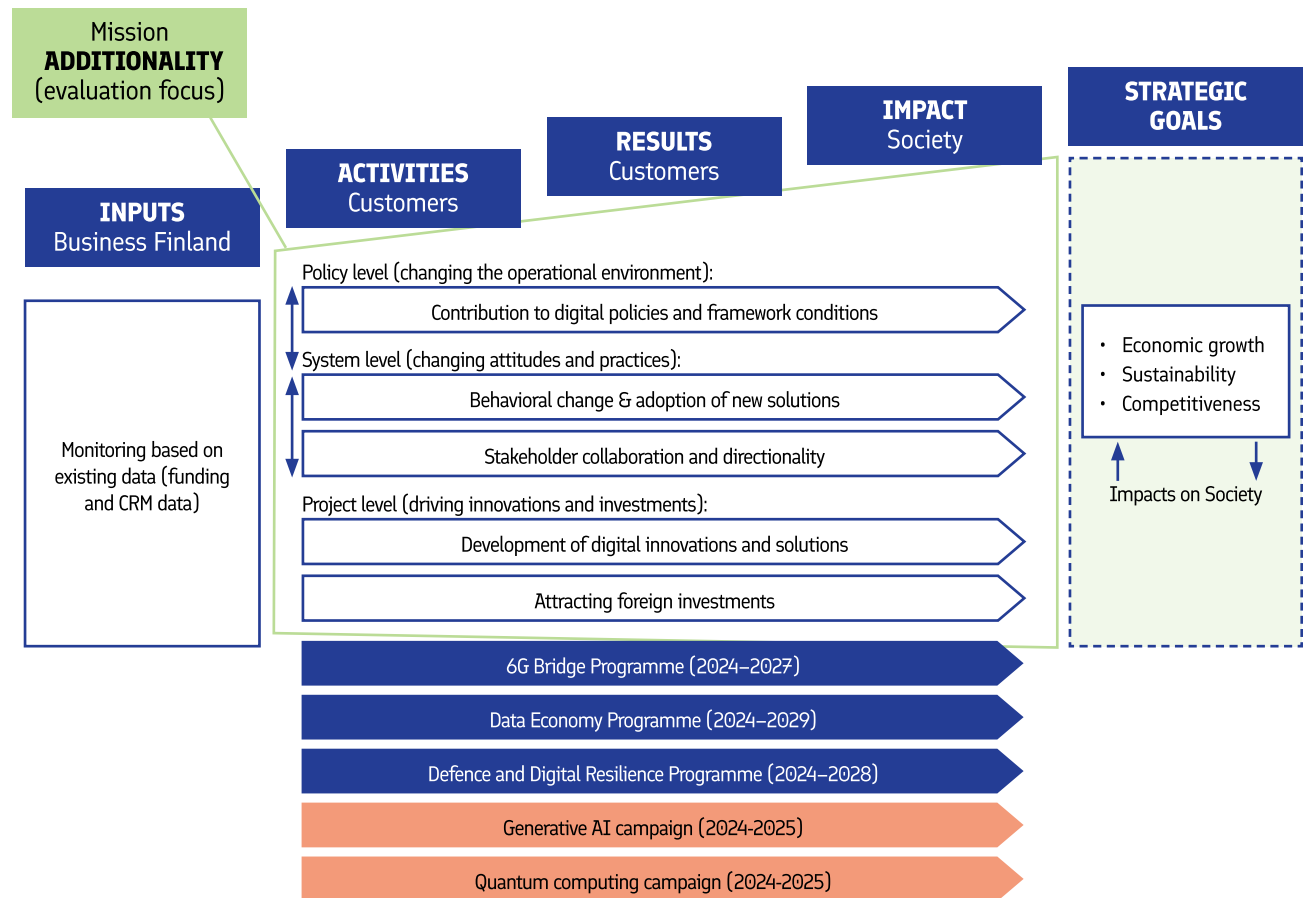 Mission
ADDITIONALITY
(evaluation focus)
INPUTS
Business Finland
ACTIVITIES
Customers
RESULTS
Customers
IMPACT
Society
STRATEGIC
GOALS
Monitoring based on
existing data (funding
and CRM data)
Policy level (changing the operational environment):
Contribution to digital policies and framework conditions
System level (changing attitudes and practices):
Behavioral change & adoption of new solutions
Stakeholder collaboration and directionality
Project level (driving innovations and investments):
Development of digital innovations and solutions
Attracting foreign investments
6G Bridge Programme (2024–2027)
Data Economy Programme (2024–2029)
Defence and Digital Resilience Programme (2024–2028)
Generative AI campaign (2024-2025)
Quantum computing campaign (2024-2025)
• Economic growth
• Sustainability
• Competitiveness
Impacts on Society